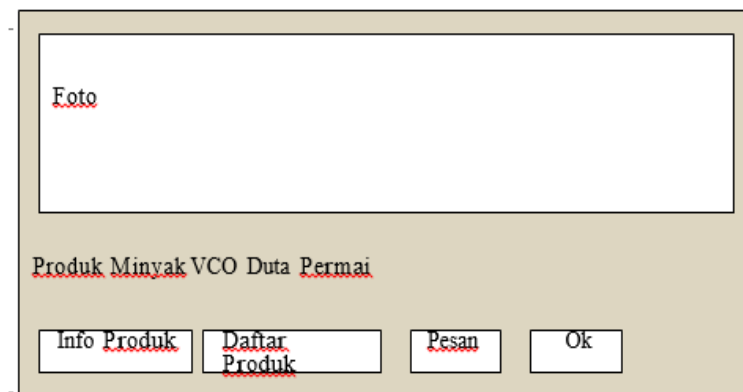 Foto
Produk Minyak VCO Duta Permai
Info Produk
Daftar
Produk
Pesan
Ok